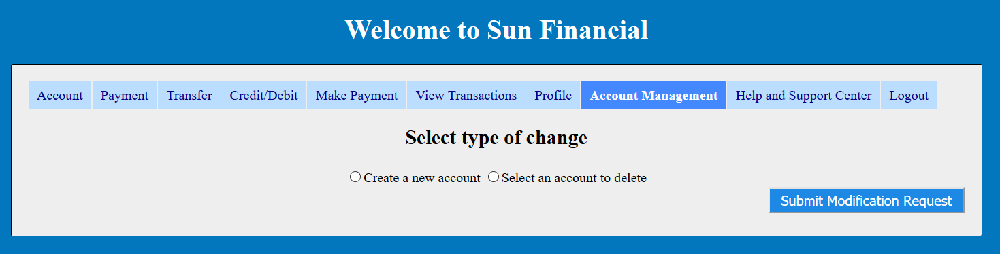 Welcome to Sun Financial
Account Payment Transfer Credit/Debit Make Payment View Transactions Profile Account Management Help and Support Center Logout
Select type of change
Create a new account Select an account to delete
Submit Modification Request